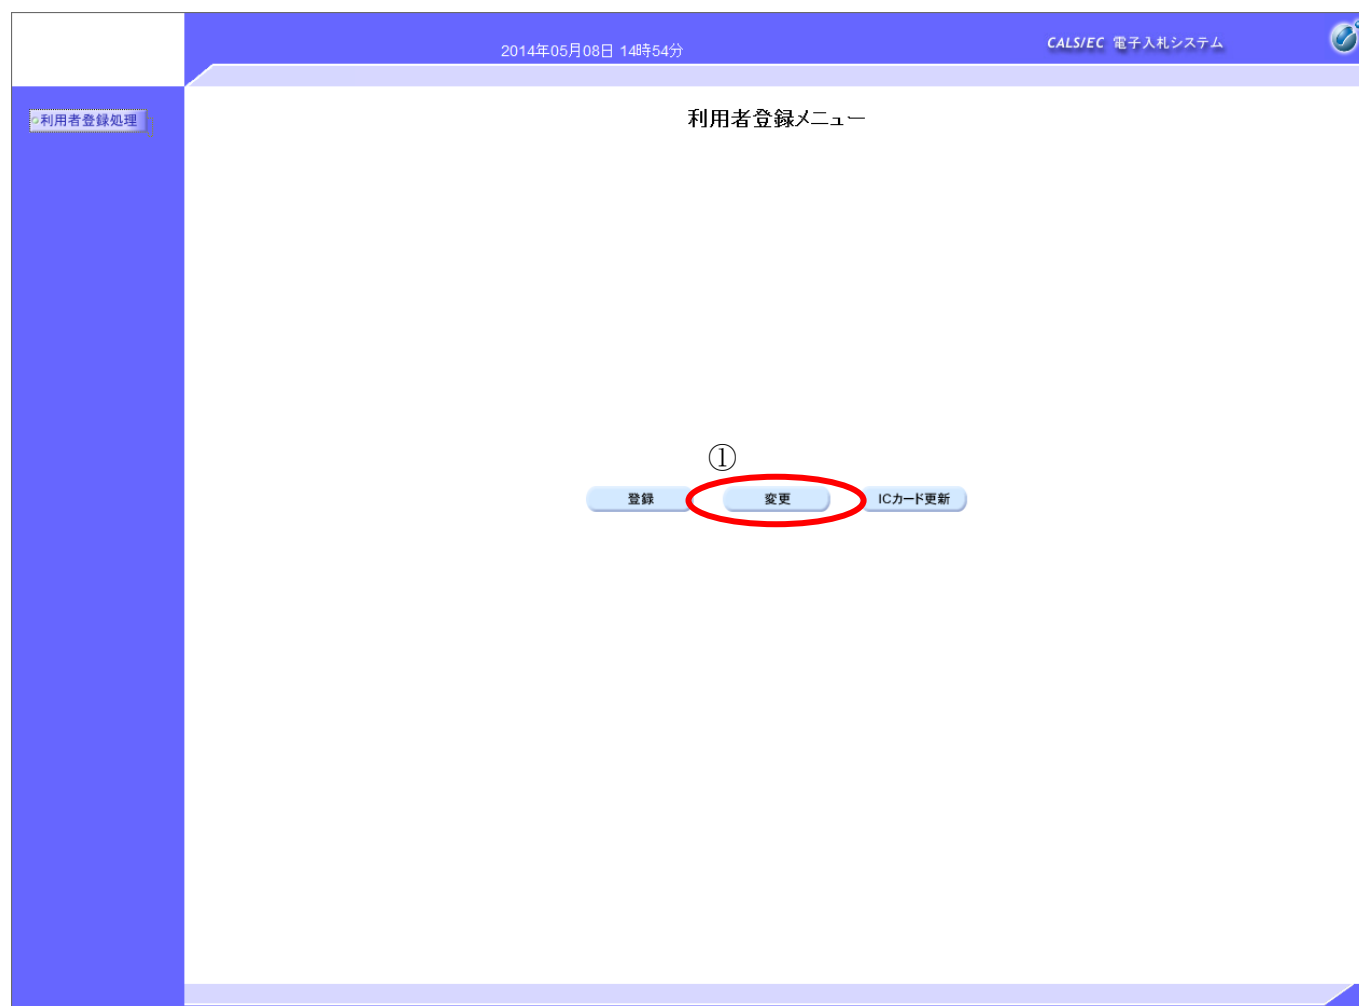 2014年05月08日 14時54分
CALS/EC 電子入札システム
利用者登録処理
利用者登録メニュー
①
登録 変更 ICカード更新